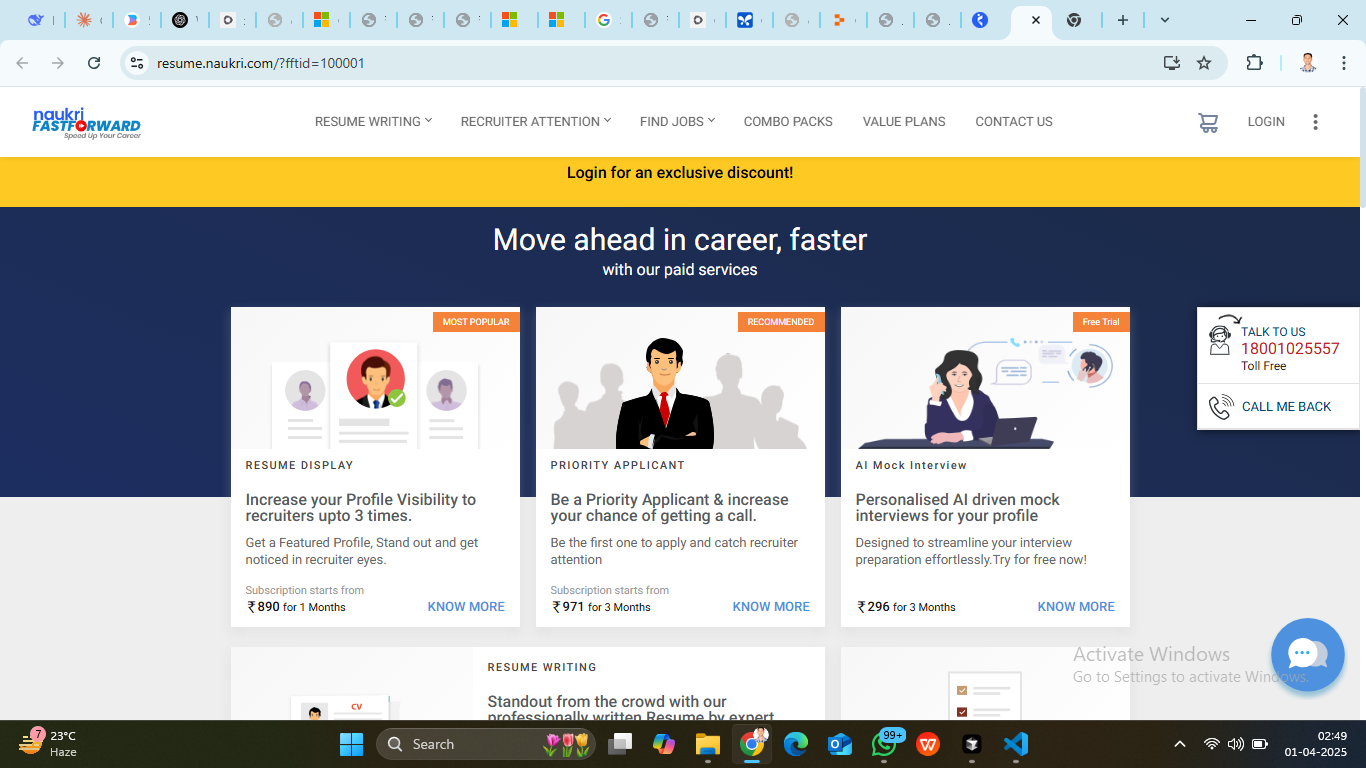 resume.naukri.com/?fftid=100001
naukri
FASTFORWARD
Speed Up Your Career
RESUME WRITING
RECRUITER ATTENTION
FIND JOBS
COMBO PACKS
VALUE PLANS
CONTACT US
LOGIN
Login for an exclusive discount!
Move ahead in career, faster
with our paid services
MOST POPULAR
RESUME DISPLAY
Increase your Profile Visibility to
recruiters upto 3 times.
Get a Featured Profile, Stand out and get
noticed in recruiter eyes.
Subscription starts from
₹890 for 1 Months
KNOW MORE
RECOMMENDED
PRIORITY APPLICANT
Be a Priority Applicant & increase
your chance of getting a call.
Be the first one to apply and catch recruiter
attention
Subscription starts from
₹971 for 3 Months
KNOW MORE
Free Trial
AI Mock Interview
Personalised AI driven mock
interviews for your profile
Designed to streamline your interview
preparation effortlessly.Try for free now!
₹296 for 3 Months
KNOW MORE
TALK TO US
18001025557
Toll Free
CALL ME BACK
CV
RESUME WRITING
Standout from the crowd with our
professionally written Resume by expert
Activate Windows
Go to Settings to activate Windows.
7
23°C
Haze
Search
99+
02:49
01-04-2025